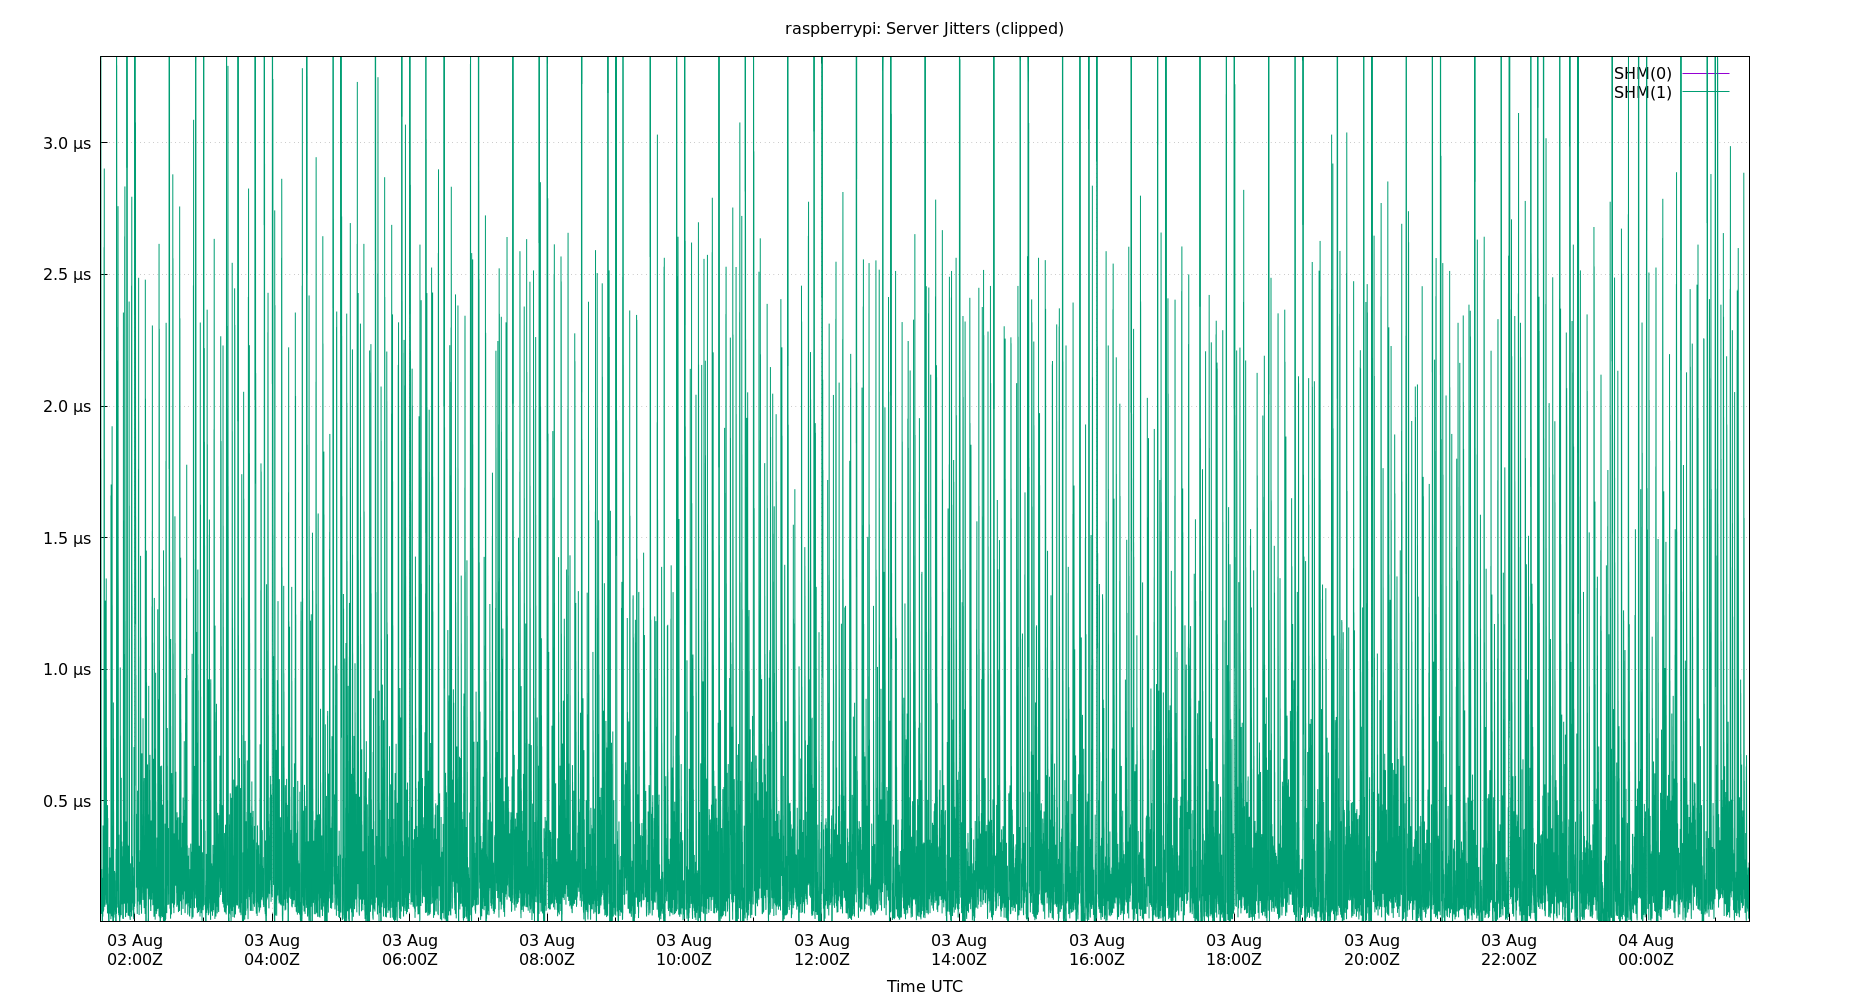 raspberrypi: Server Jitters (clipped)
SHM(0)
SHM(1)
3.0 μs
2.5 μs
2.0 μs
1.5 μs
1.0 μs
0.5 μs
03 Aug 03 Aug 03 Aug 03 Aug 03 Aug 03 Aug 03 Aug 03 Aug 03 Aug 03 Aug 03 Aug 04 Aug
02:00Z 04:00Z 06:00Z 08:00Z 10:00Z 12:00Z 14:00Z 16:00Z 18:00Z 20:00Z 22:00Z 00:00Z
Time UTC